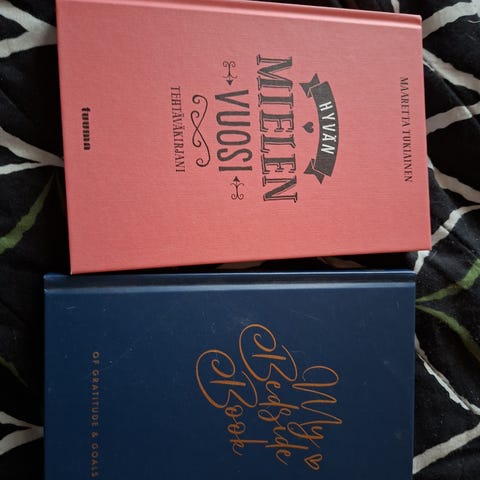 MAARETTA TUKIAINEN
HYVÄN
MIELEN
VUOSI
TEHTÄVÄKIRJANI
tuuma
My
Bedside
Book
OF GRATITUDE & GOALS